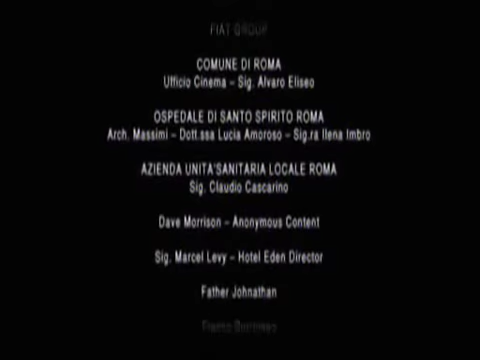 FIAT GROUP
COMUNE DI ROMA
Ufficio Cinema – Sig. Alvaro Eliseo
OSPEDALE DI SANTO SPIRITO ROMA
Arch. Massimi – Dott.ssa Lucia Amoroso – Sig.ra Ilena Imbro
AZIENDA UNITA'SANITARIA LOCALE ROMA
Sig. Claudio Cascarino
Dave Morrison – Anonymous Content
Sig. Marcel Levy – Hotel Eden Director
Father Johnathan